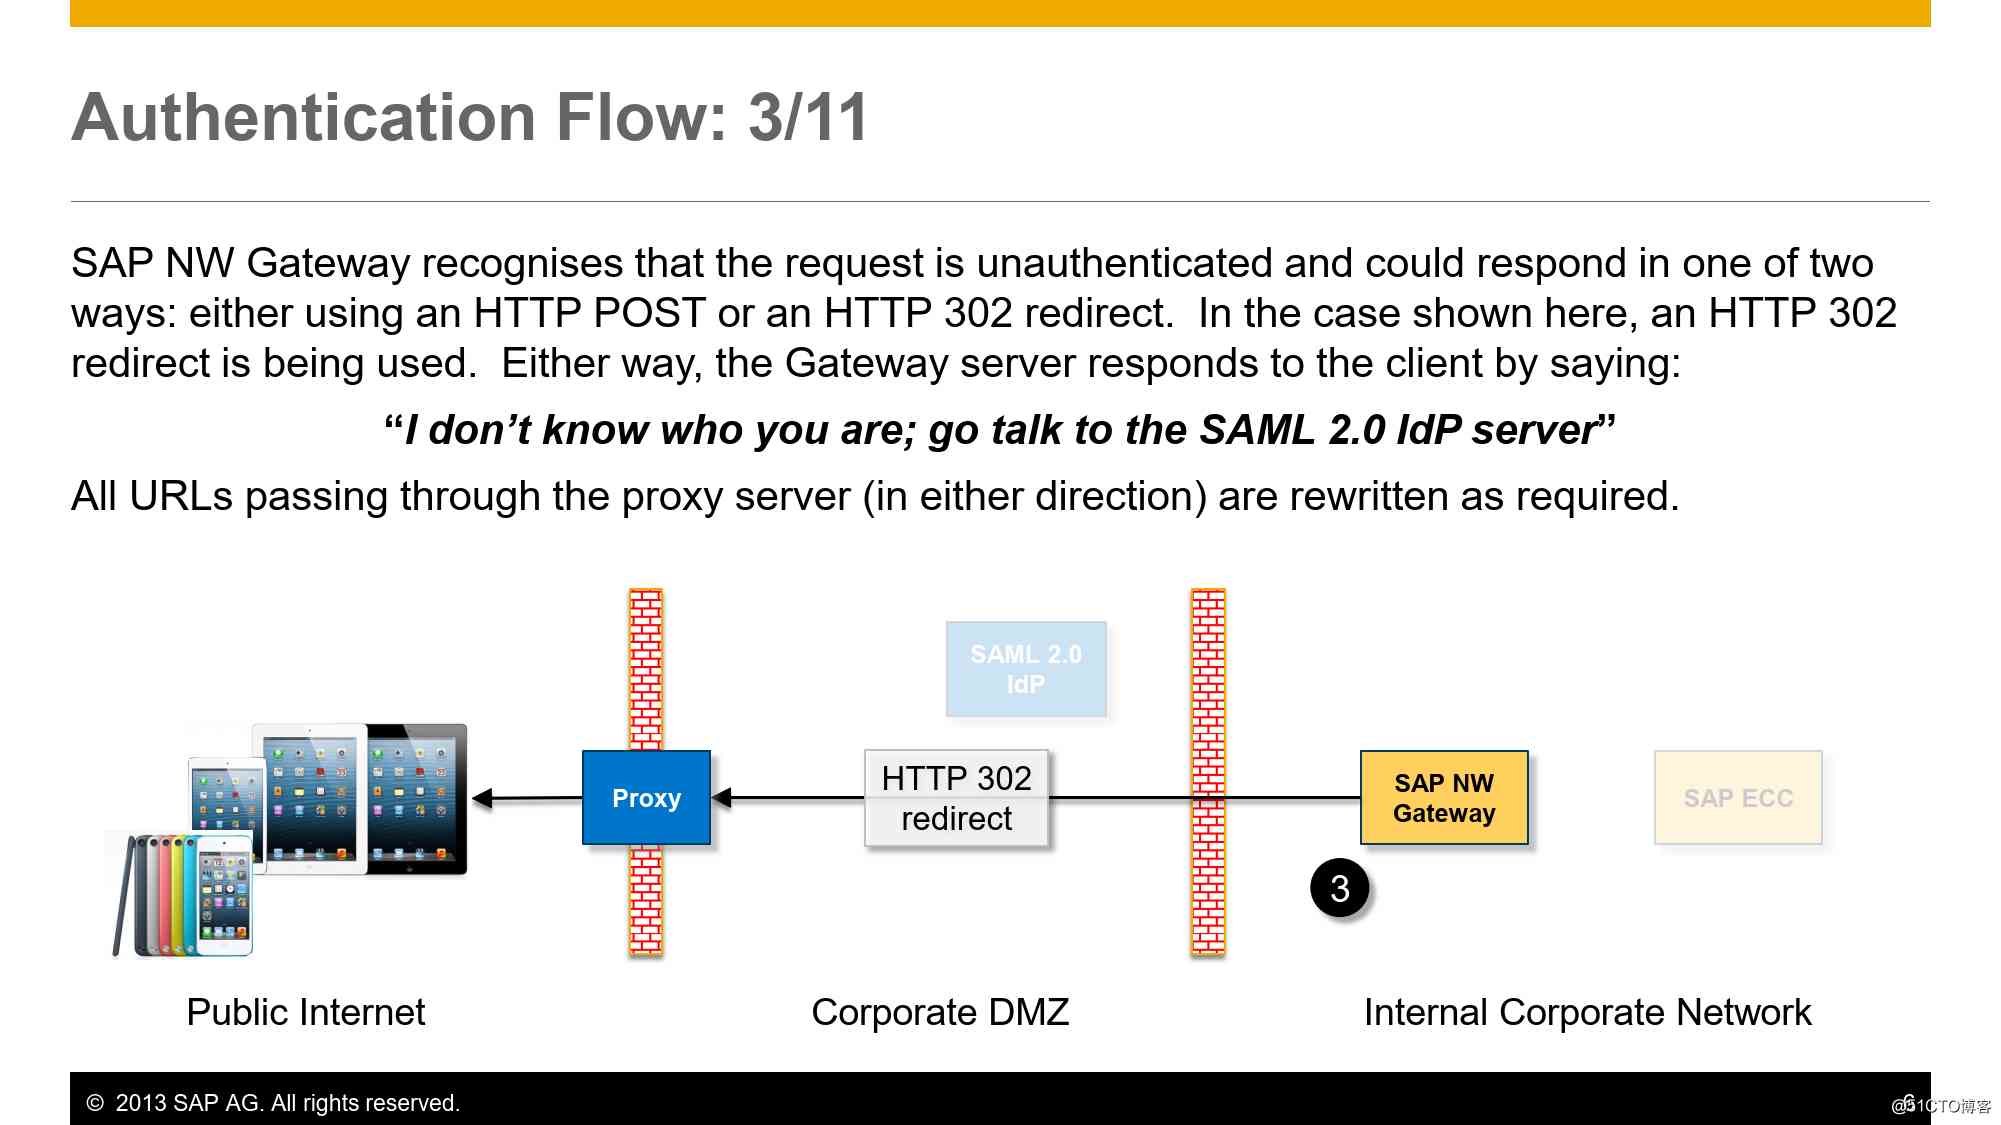 Authentication Flow: 3/11
SAP NW Gateway recognises that the request is unauthenticated and could respond in one of two
ways: either using an HTTP POST or an HTTP 302 redirect.  In the case shown here, an HTTP 302
redirect is being used.  Either way, the Gateway server responds to the client by saying:
“I don’t know who you are; go talk to the SAML 2.0 IdP server”
All URLs passing through the proxy server (in either direction) are rewritten as required.
SAML 2.0
IdP
Proxy
HTTP 302
redirect
SAP NW
Gateway
SAP ECC
3
Public Internet
Corporate DMZ
Internal Corporate Network
© 2013 SAP AG. All rights reserved.
6
@51CTO博客